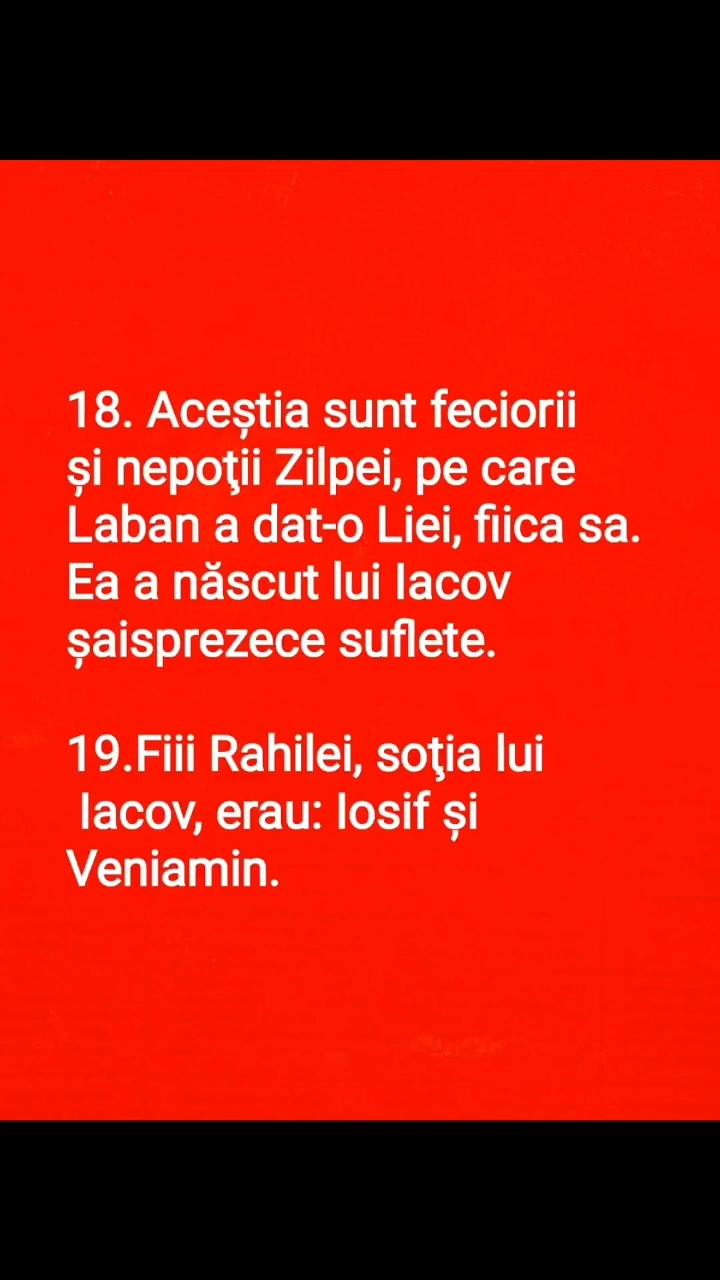 18. Aceștia sunt feciorii
și nepoţii Zilpei, pe care
Laban a dat-o Liei, fiica sa.
Ea a născut lui Iacov
șaisprezece suflete.
19.Fiii Rahilei, soţia lui
Iacov, erau: Iosif și
Veniamin.